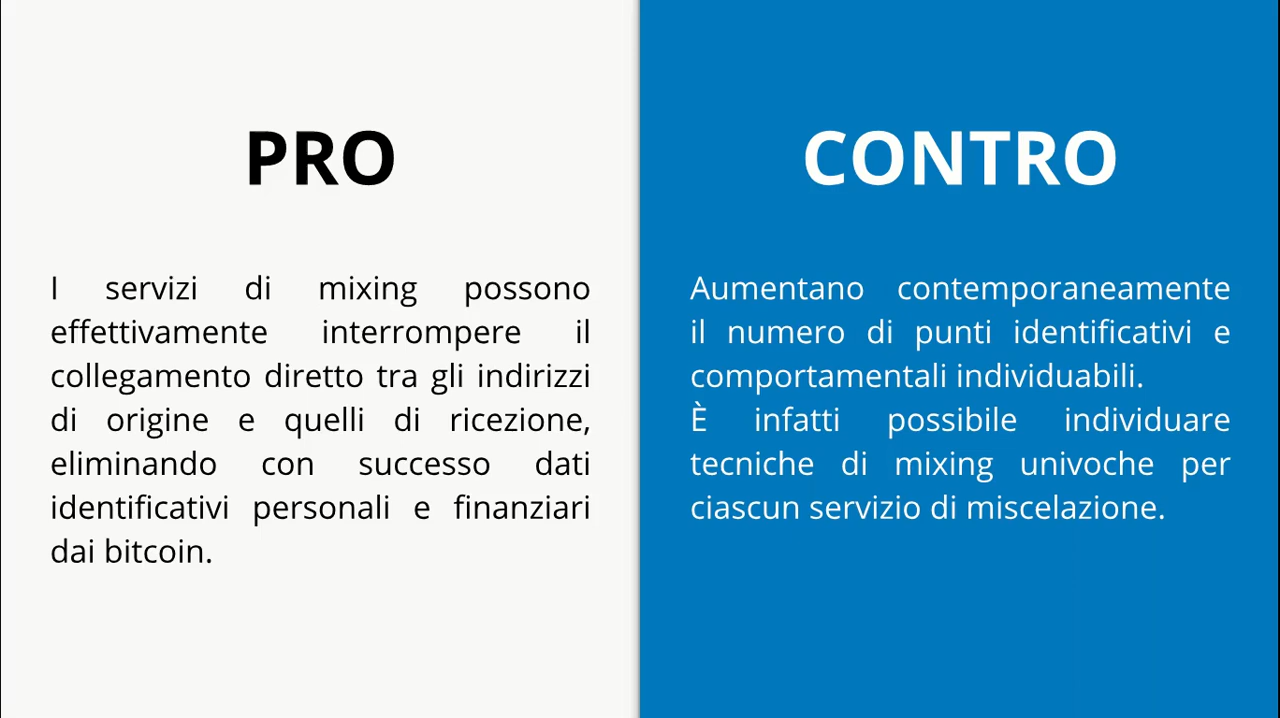 PRO
I servizi di mixing possono
effettivamente interrompere il
collegamento diretto tra gli indirizzi
di origine e quelli di ricezione,
eliminando con successo dati
identificativi personali e finanziari
dai bitcoin.
CONTRO
Aumentano contemporaneamente
il numero di punti identificativi e
comportamentali individuabili.
È infatti possibile individuare
tecniche di mixing univoche per
ciascun servizio di miscelazione.